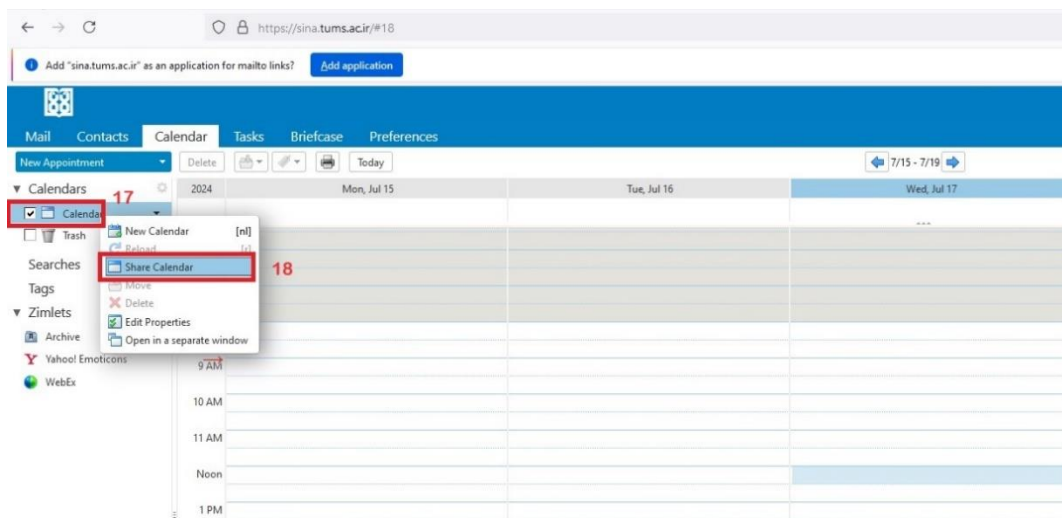 https://sina.tums.ac.ir/#18
Add "sina.tums.ac.ir" as an application for mailto links? Add application
Mail Contacts Calendar Tasks Briefcase Preferences
New Appointment Delete Today 7/15 - 7/19
Calendars 17 2024 Mon, Jul 15 Tue, Jul 16 Wed, Jul 17
Calendar
Trash
New Calendar [nl]
Reload [r]
Searches
Share Calendar 18
Tags
Move
Delete
Zimlets
Edit Properties
Archive
Open in a separate window
Yahoo! Emoticons
9 AM
WebEx
10 AM
11 AM
Noon
1 PM